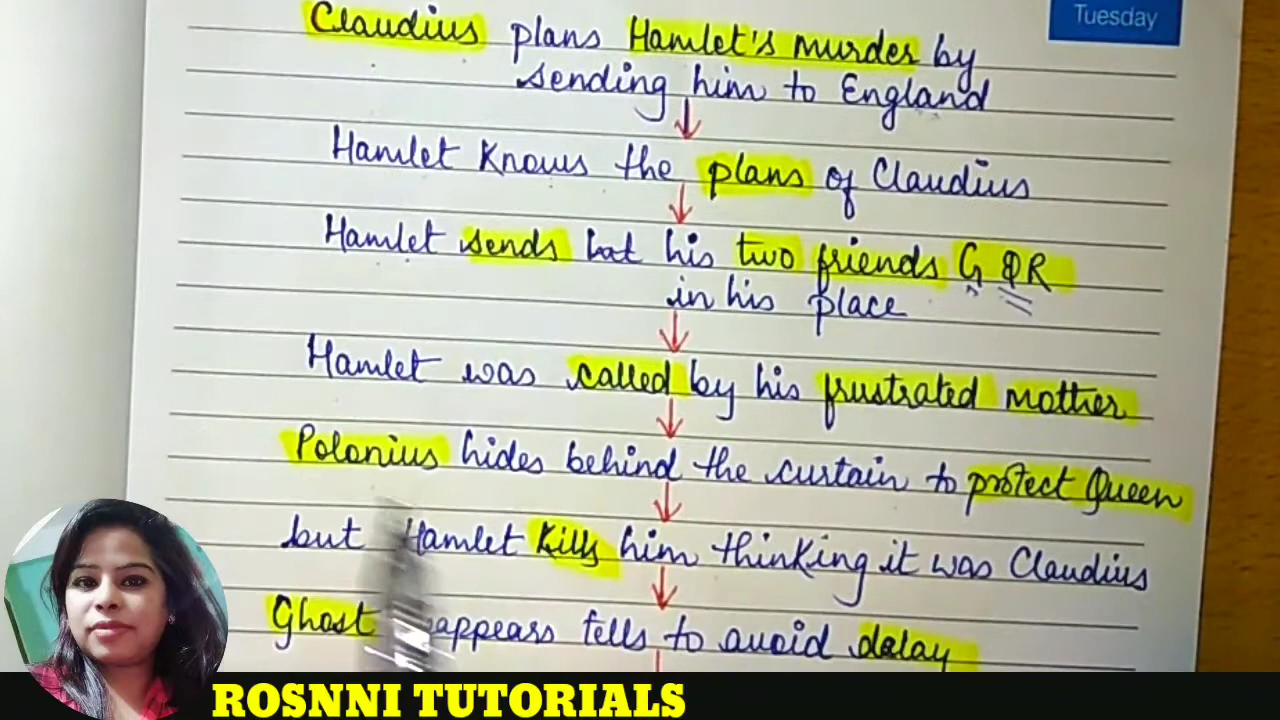 Tuesday
Claudius plans Hamlet's murder by
sending him to England
Hamlet Knows the plans of Claudius
Hamlet sends his two friends G & R
in his place
Hamlet was called by his frustrated mother
Polonius hides behind the curtain to protect Queen
but Hamlet Kills him thinking it was Claudius
Ghost appears tells to avoid delay
ROSNNI TUTORIALS